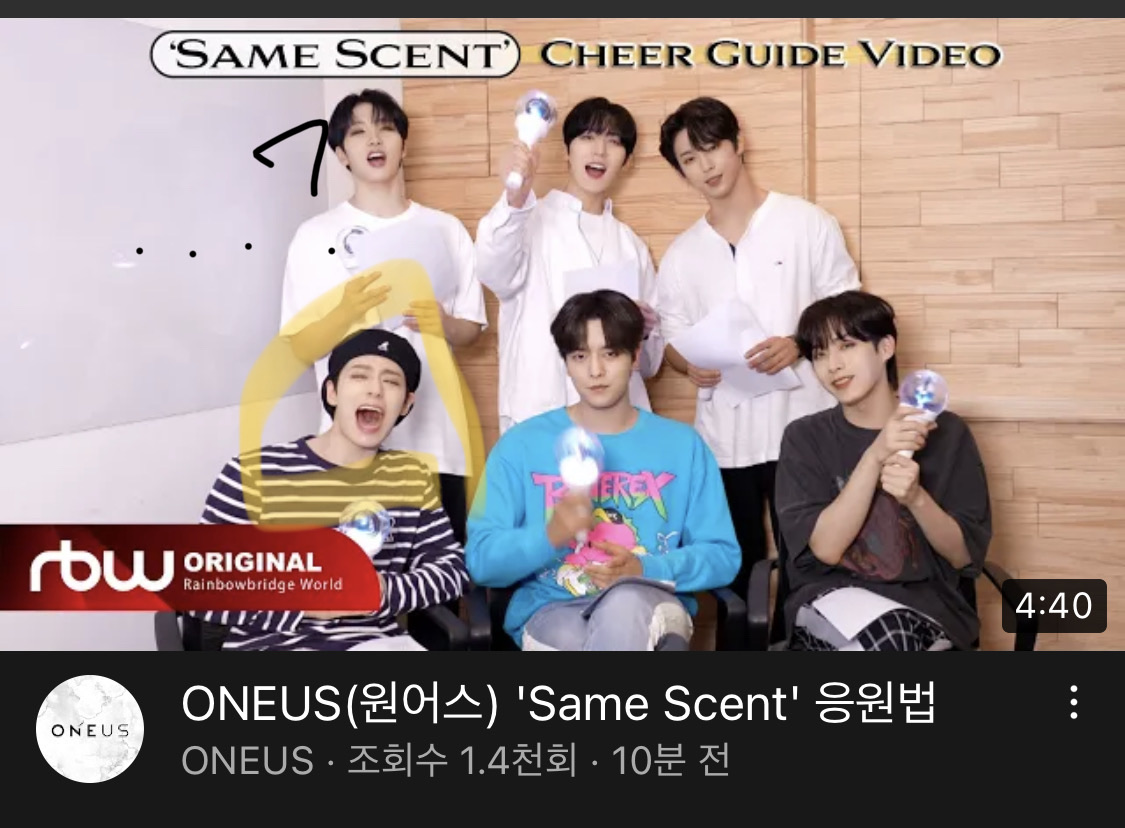 'SAME SCENT' CHEER GUIDE VIDEO
rbw ORIGINAL
Rainbowbridge World
4:40
ONEUS
ONEUS(원어스) 'Same Scent' 응원법
ONEUS · 조회수 1.4천회 · 10분 전